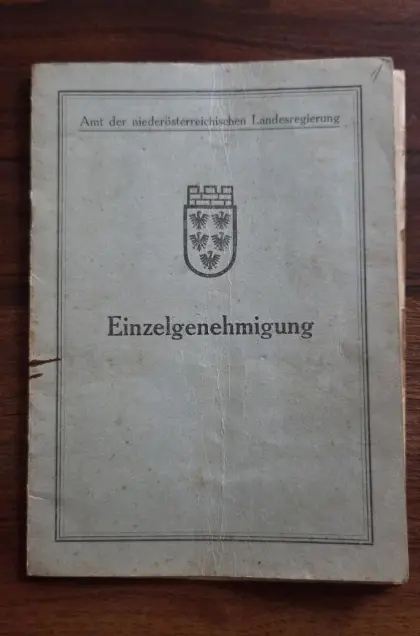 Amt der niederösterreichischen Landesregierung
Einzelgenehmigung